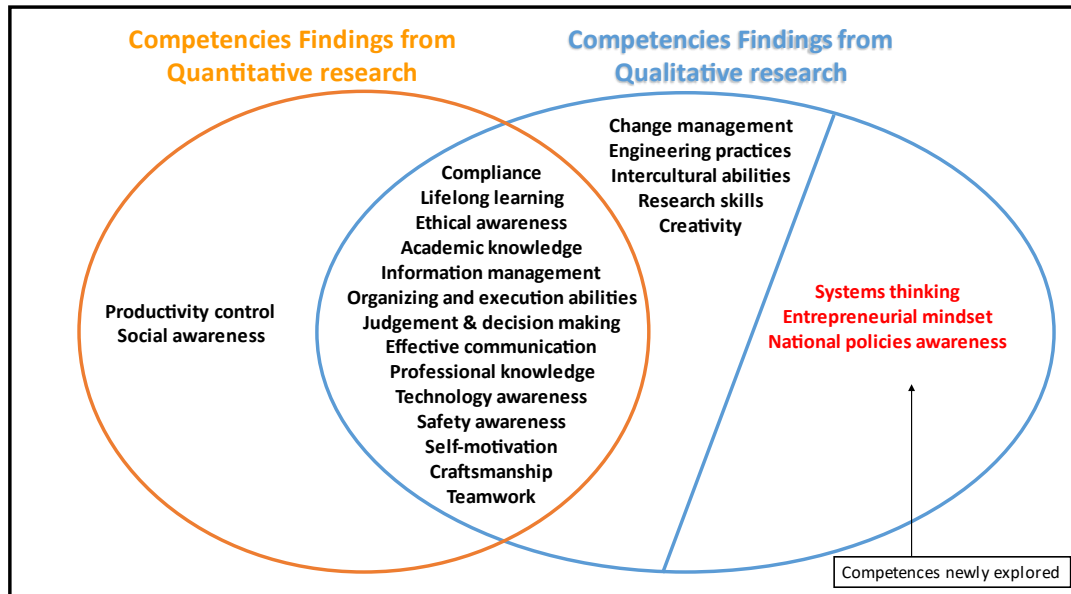 Competencies Findings from
Quantitative research
Competencies Findings from
Qualitative research
Productivity control
Social awareness
Compliance
Lifelong learning
Ethical awareness
Academic knowledge
Information management
Organizing and execution abilities
Judgement & decision making
Effective communication
Professional knowledge
Technology awareness
Safety awareness
Self-motivation
Craftsmanship
Teamwork
Change management
Engineering practices
Intercultural abilities
Research skills
Creativity
Systems thinking
Entrepreneurial mindset
National policies awareness
Competences newly explored